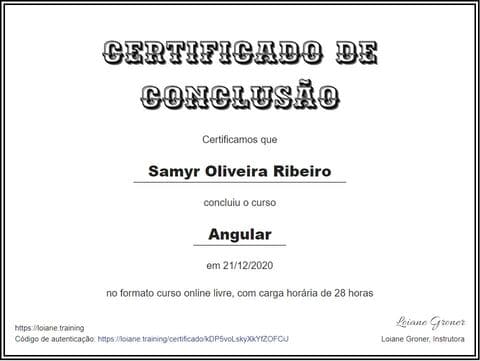 CERTIFICADO DE
CONCLUSÃO
Certificamos que
Samyr Oliveira Ribeiro
concluiu o curso
Angular
em 21/12/2020
no formato curso online livre, com carga horária de 28 horas
Loiane Groner
https://loiane.training
Código de autenticação: https://loiane.training/certificado/kDP5voLskyXkYfZOFCiJ
Loiane Groner, Instrutora